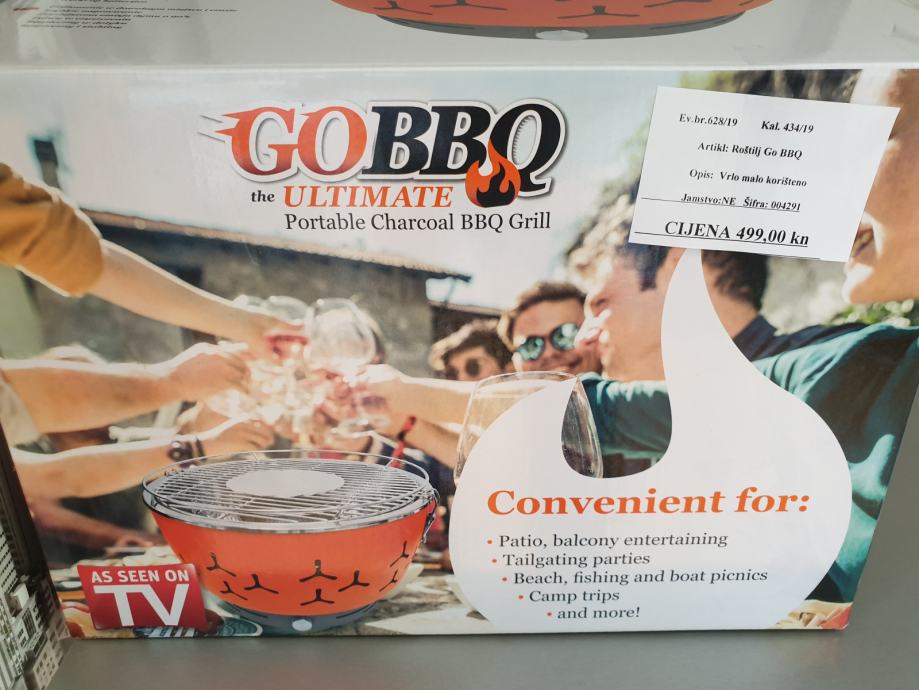 GOBBQ
the ULTIMATE
Portable Charcoal BBQ Grill
Ev.br.628/19 Kal. 434/19
Artikl: Roštilj Go BBQ
Opis: Vrlo malo korišteno
Jamstvo:NE Šifra: 004291
CIJENA 499,00 kn
Convenient for:
• Patio, balcony entertaining
• Tailgating parties
• Beach, fishing and boat picnics
• Camp trips
• and more!
AS SEEN ON
TV